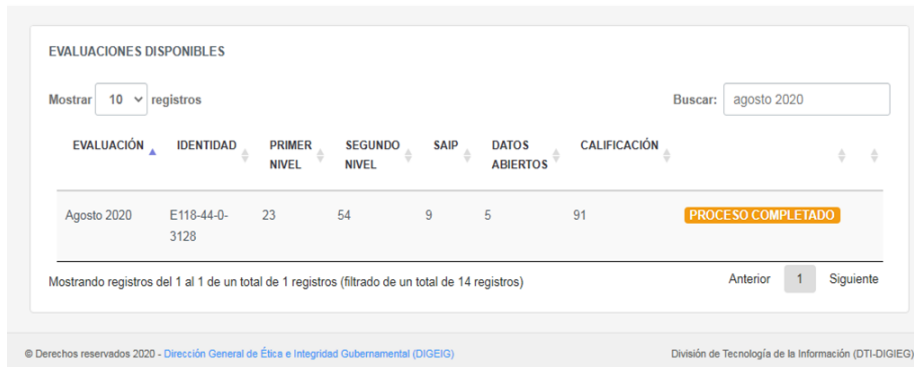 EVALUACIONES DISPONIBLES
Mostrar 10 registros
Buscar: agosto 2020
EVALUACIÓN IDENTIDAD PRIMER NIVEL SEGUNDO NIVEL SAIP DATOS ABIERTOS CALIFICACIÓN
Agosto 2020 E118-44-0-3128 23 54 9 5 91 PROCESO COMPLETADO
Mostrando registros del 1 al 1 de un total de 1 registros (filtrado de un total de 14 registros)
Anterior 1 Siguiente
© Derechos reservados 2020 - Dirección General de Ética e Integridad Gubernamental (DIGEIG)
División de Tecnología de la Información (DTI-DIGIEG)